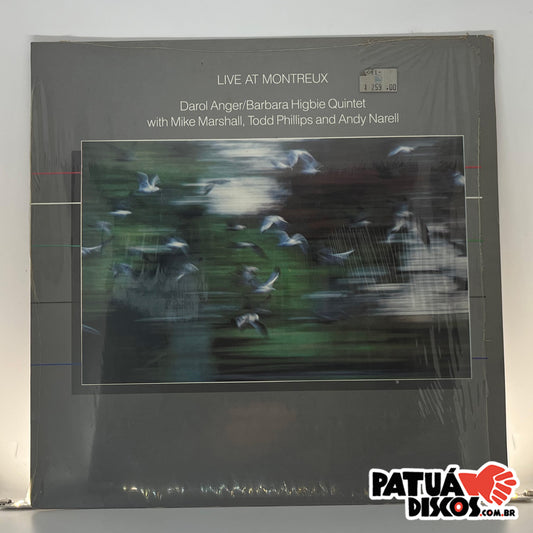 LIVE AT MONTREUX
Darol Anger/Barbara Higbie Quintet
with Mike Marshall, Todd Phillips and Andy Narell
PATUÁ
DISCOS.COM.BR